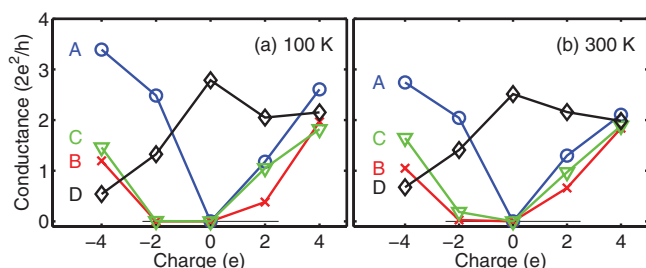 4
3
2
1
0
Conductance (2e²/h)
A
C
B
D
(a) 100 K
−4 −2 0 2 4
Charge (e)
A
C
B
D
(b) 300 K
−4 −2 0 2 4
Charge (e)